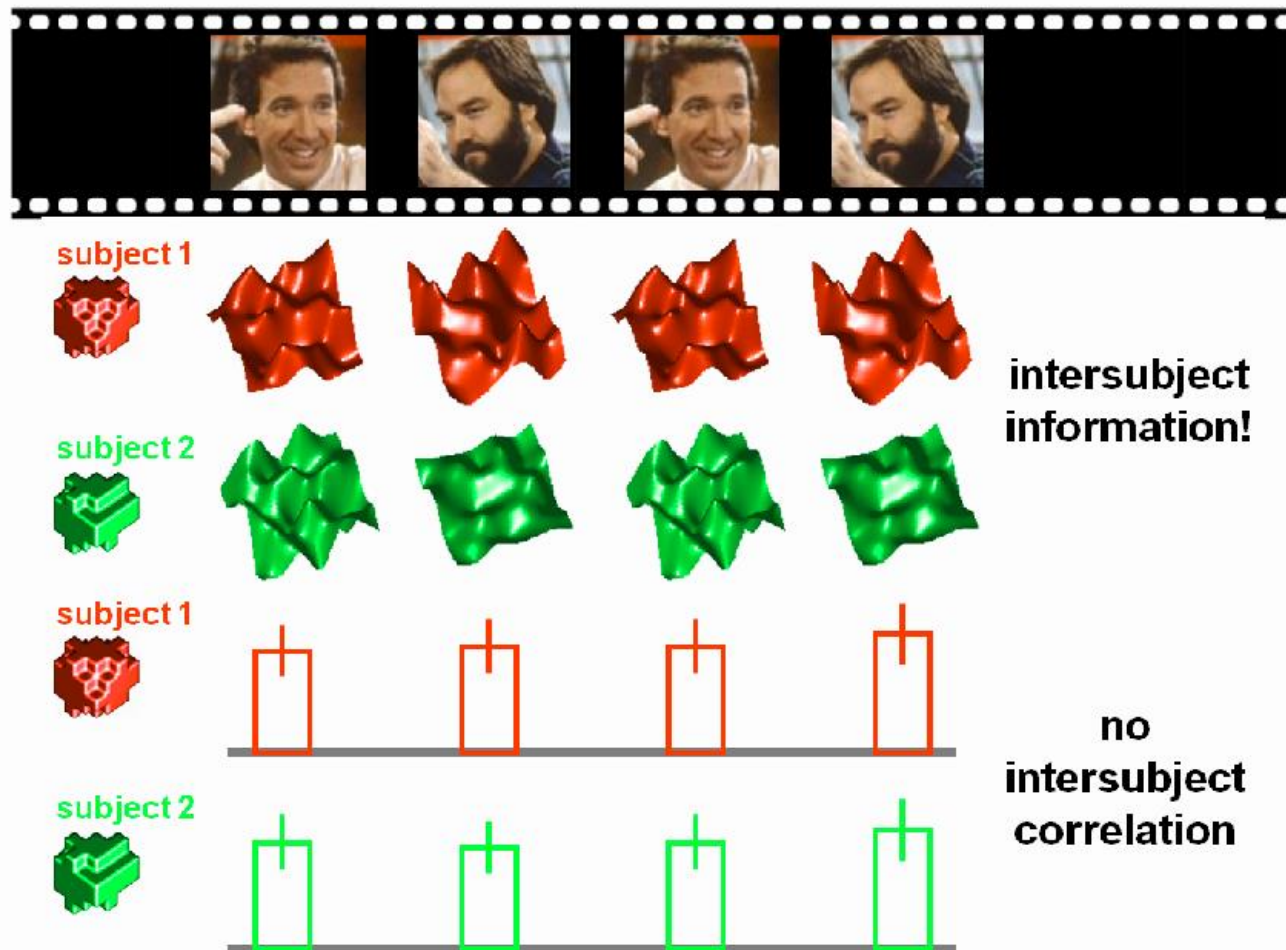 subject 1
intersubject
information!
subject 2
subject 1
no
intersubject
correlation
subject 2